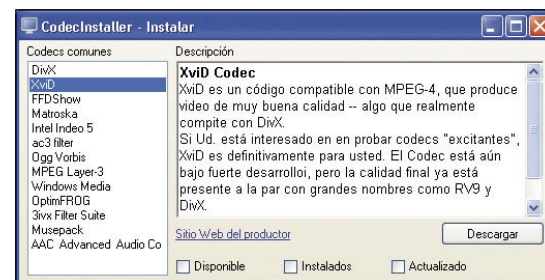 CodecInstaller - Instalar
Codecs comunes
DivX
XviD
FFDShow
Matroska
Intel Indeo 5
ac3 filter
Ogg Vorbis
MPEG Layer-3
Windows Media
OptimFROG
3ivx Filter Suite
Musepack
AAC Advanced Audio Co
Descripción
XviD Codec
XviD es un código compatible con MPEG-4, que produce
video de muy buena calidad -- algo que realmente
compite con DivX.
Si Ud. está interesado en en probar codecs "excitantes",
XviD es definitivamente para usted. El Codec está aún
bajo fuerte desarrolloi, pero la calidad final ya está
presente a la par con grandes nombres como RV9 y
DivX.
Sitio Web del productor
Descargar
Disponible
Instalados
Actualizado